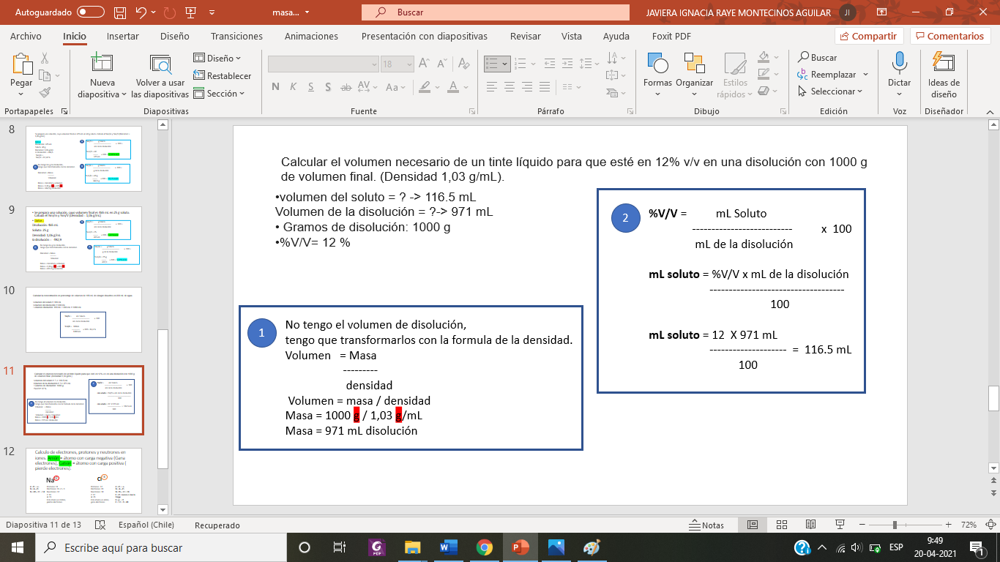 Autoguardado
masa...
Buscar
JAVIERA IGNACIA RAYE MONTECINOS AGUILAR
JI
Archivo Inicio Insertar Diseño Transiciones Animaciones Presentación con diapositivas Revisar Vista Ayuda Foxit PDF
Compartir
Comentarios
Pegar
Nueva diapositiva
Volver a usar las diapositivas
Diseño
Restablecer
Sección
18
N K S S ab AV Aa A
Formas
Organizar
Estilos rápidos
Buscar
Reemplazar
Seleccionar
Dictar
Ideas de diseño
Portapapeles Diapositivas Fuente Párrafo Dibujo Edición Voz Diseñador
8
9
10
11
12
Calculo de electrones, protones y neutrones en
iones. Anión = átomo con carga negativa (Gana
electrones), Catión = átomo con carga positiva (
pierde electrones).
Calcular el volumen necesario de un tinte líquido para que esté en 12% v/v en una disolución con 1000 g
de volumen final. (Densidad 1,03 g/mL).
•volumen del soluto = ? -> 116.5 mL
Volumen de la disolución = ?-> 971 mL
• Gramos de disolución: 1000 g
•%V/V= 12 %
1
No tengo el volumen de disolución,
tengo que transformarlos con la formula de la densidad.
Volumen = Masa
-------
densidad
Volumen = masa / densidad
Masa = 1000 g / 1,03 g/mL
Masa = 971 mL disolución
2
%V/V = mL Soluto
-------------------------- x 100
mL de la disolución
mL soluto = %V/V x mL de la disolución
-----------------------------------
100
mL soluto = 12 X 971 mL
-------------------- = 116.5 mL
100
Diapositiva 11 de 13
Español (Chile)
Recuperado
Notas
72%
Escribe aquí para buscar
ESP
9:49
20-04-2021
1